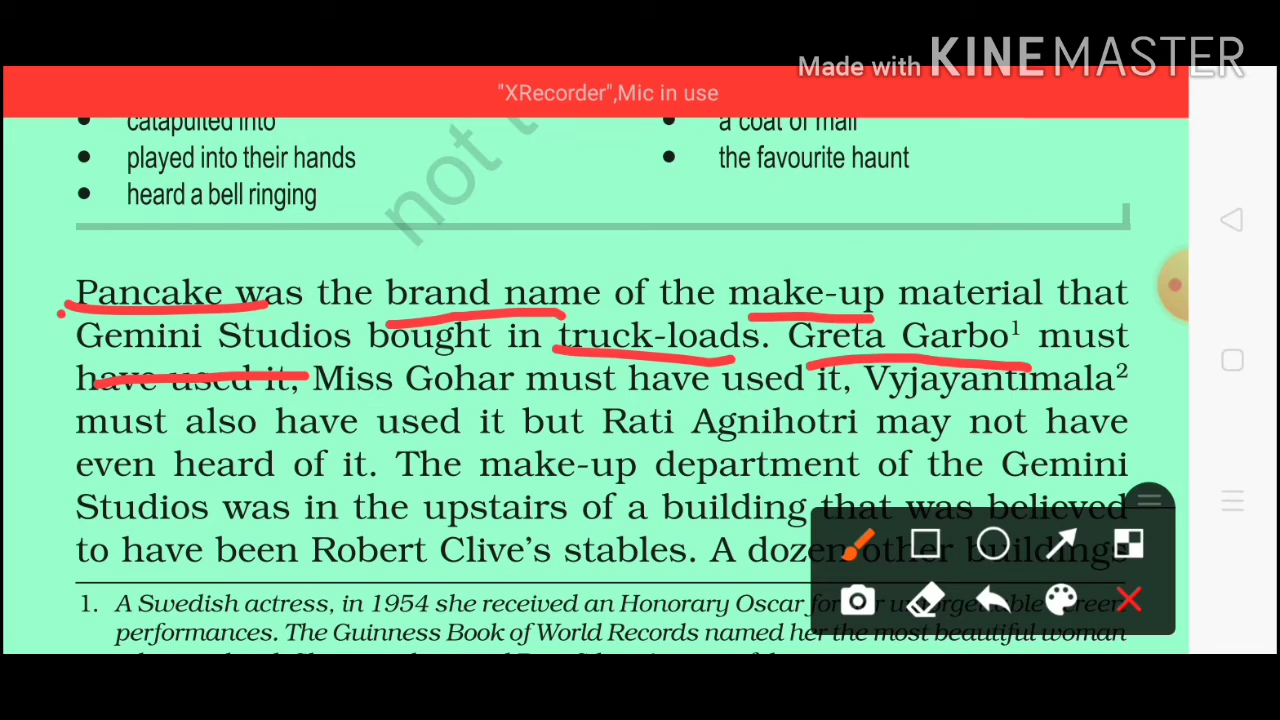 Made with KINEMASTER
"XRecorder",Mic in use
catapulted into
a coat of mail
played into their hands
the favourite haunt
heard a bell ringing
not
Pancake was the brand name of the make-up material that
Gemini Studios bought in truck-loads. Greta Garbo¹ must
have used it, Miss Gohar must have used it, Vyjayantimala²
must also have used it but Rati Agnihotri may not have
even heard of it. The make-up department of the Gemini
Studios was in the upstairs of a building that was believed
to have been Robert Clive's stables. A dozen other buildings
1. A Swedish actress, in 1954 she received an Honorary Oscar for her unforgettable screen
performances. The Guinness Book of World Records named her the most beautiful woman